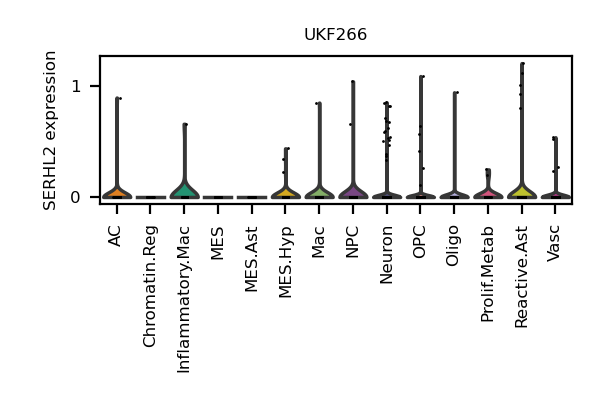 UKF266
SERHL2 expression
1
0
AC
Chromatin.Reg
Inflammatory.Mac
MES
MES.Ast
MES.Hyp
Mac
NPC
Neuron
OPC
Oligo
Prolif.Metab
Reactive.Ast
Vasc